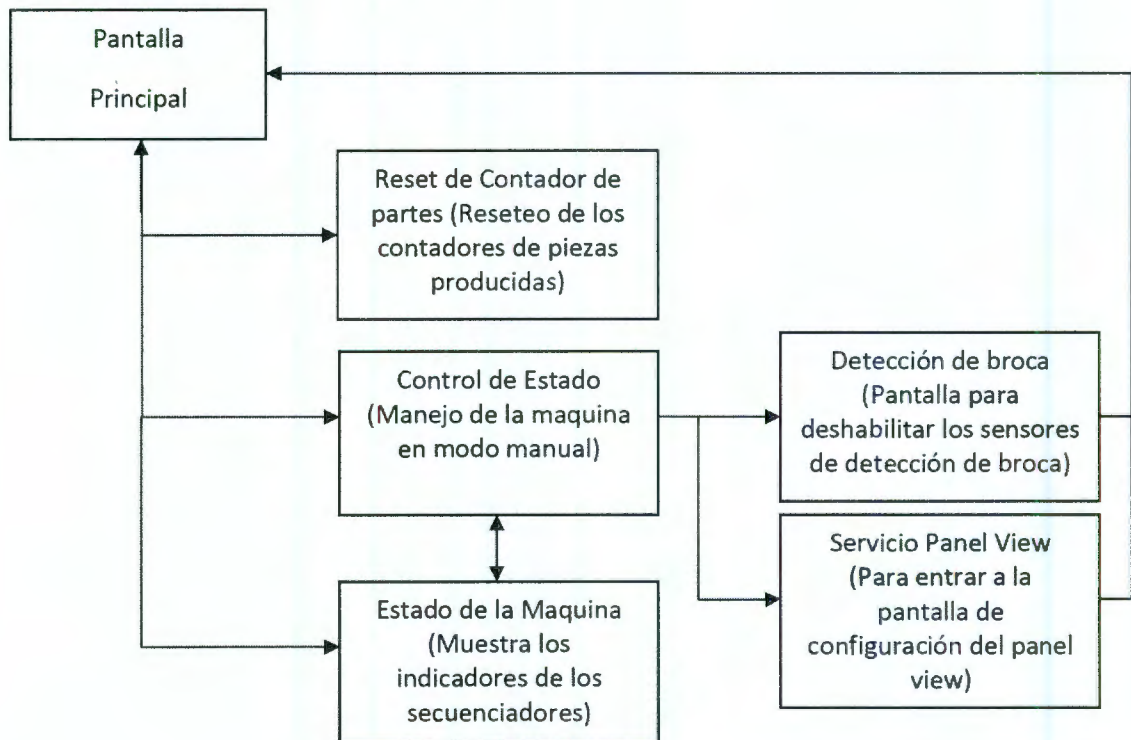 Pantalla
Principal
Reset de Contador de
partes (Reseteo de los
contadores de piezas
producidas)
Control de Estado
(Manejo de la maquina
en modo manual)
Estado de la Maquina
(Muestra los
indicadores de los
secuenciadores)
Detección de broca
(Pantalla para
deshabilitar los sensores
de detección de broca)
Servicio Panel View
(Para entrar a la
pantalla de
configuración del panel
view)